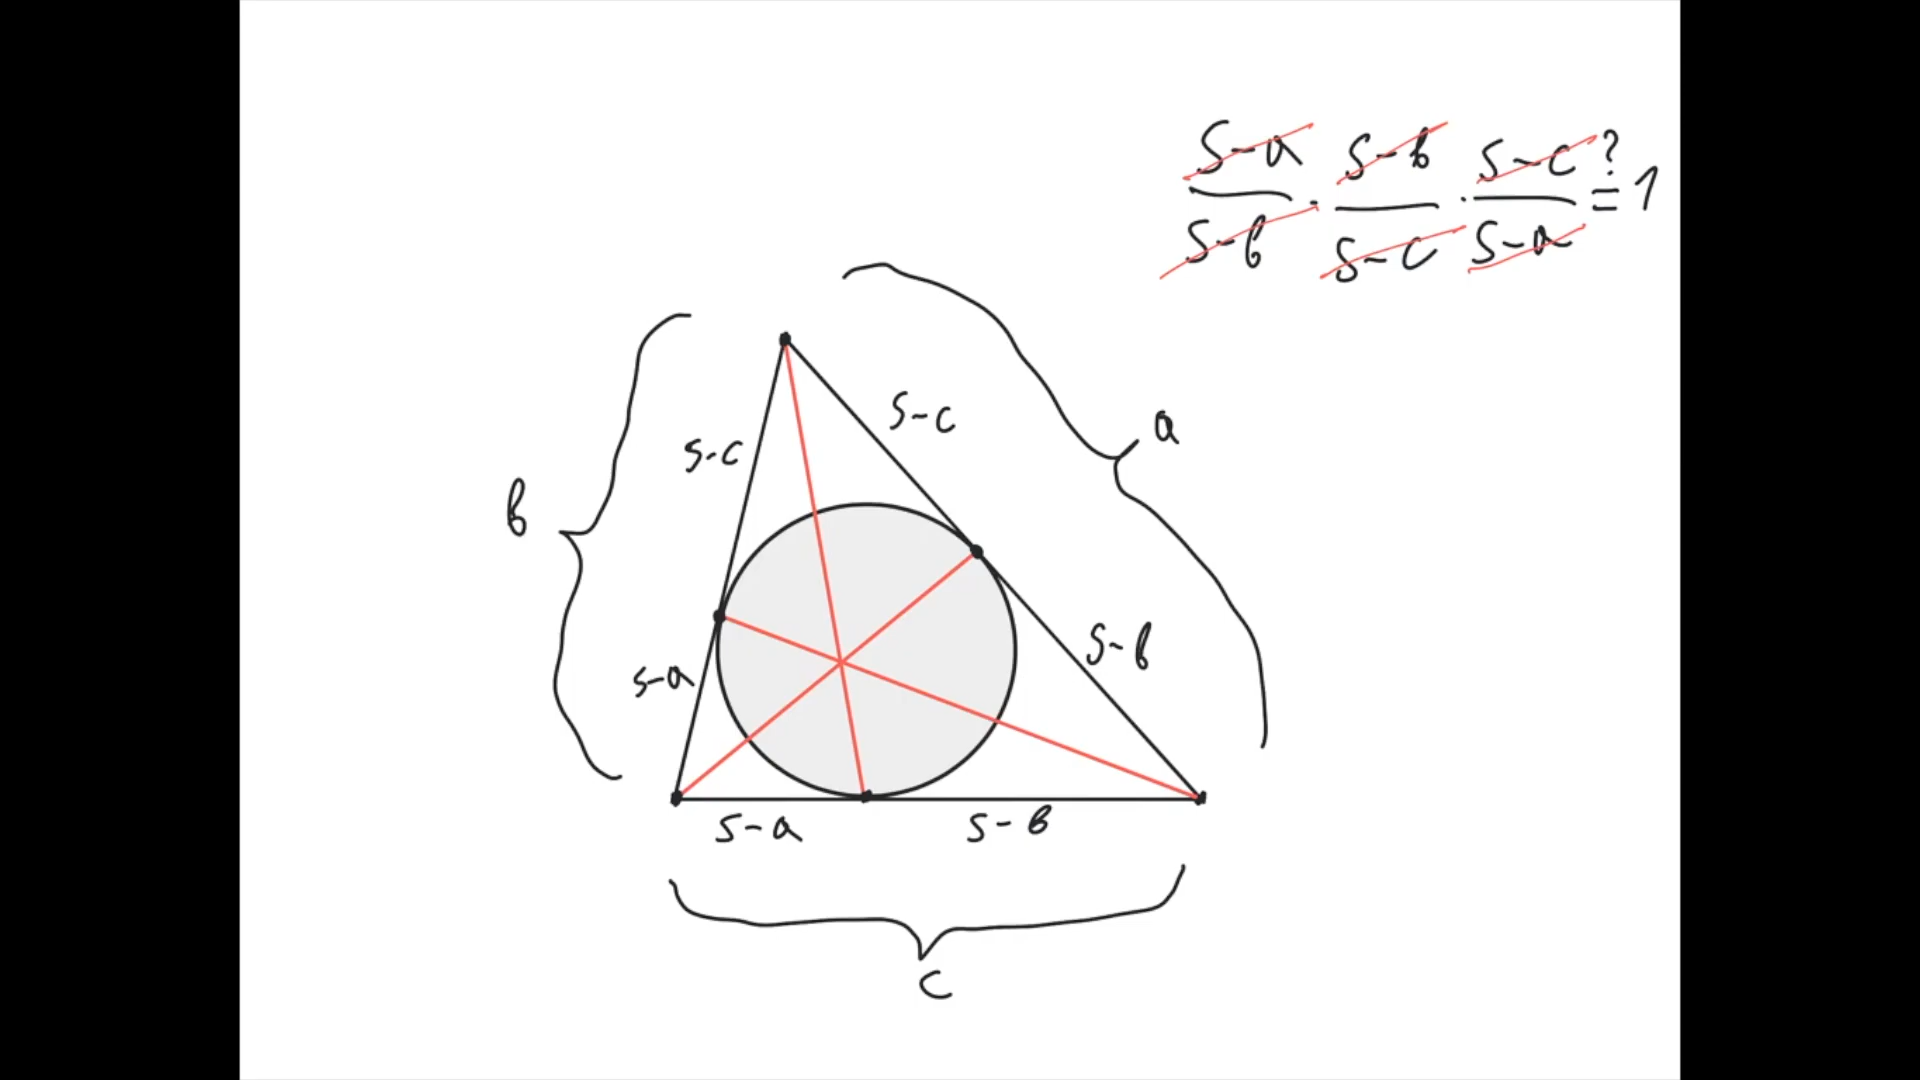 s-a s-b s-c ?
— · — · — = 1
s-b s-c s-a
a
s-c
s-c
b
s-b
s-a
s-a s-b
c